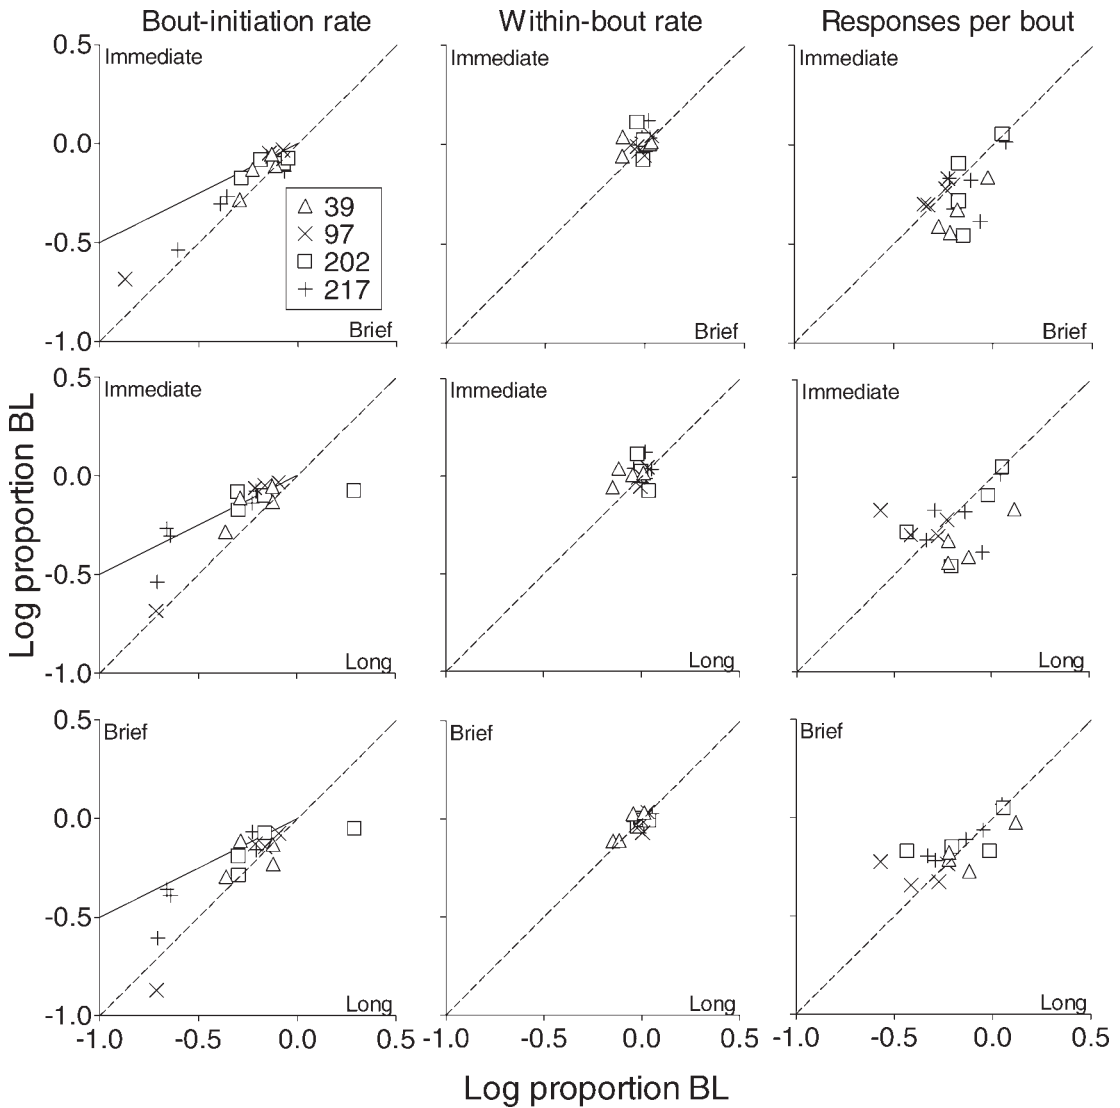 Bout-initiation rate Within-bout rate Responses per bout
0.5 Immediate Immediate Immediate
0.0
39
97
-0.5 202
217
-1.0 Brief Brief Brief
0.5 Immediate Immediate Immediate
0.0
-0.5
-1.0 Long Long Long
Log proportion BL
0.5 Brief Brief Brief
0.0
-0.5
-1.0 Long Long Long
-1.0 -0.5 0.0 0.5 -1.0 -0.5 0.0 0.5 -1.0 -0.5 0.0 0.5
Log proportion BL